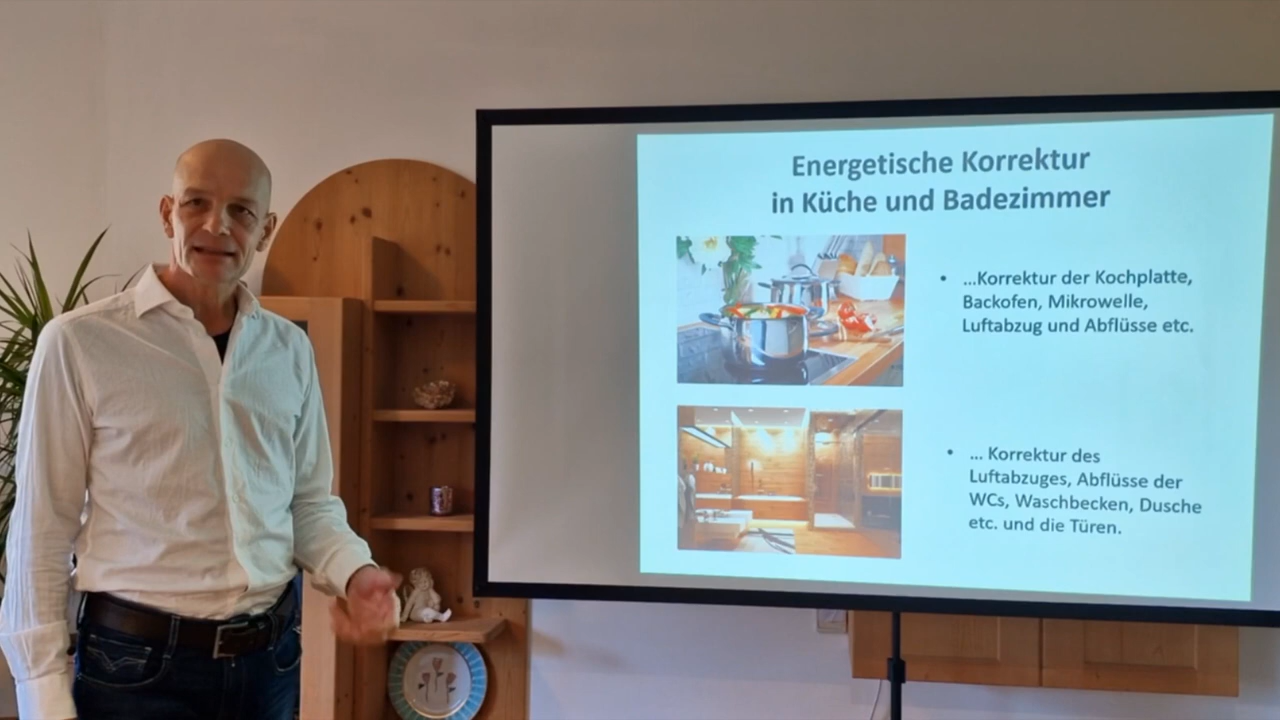 Energetische Korrektur
in Küche und Badezimmer
• ...Korrektur der Kochplatte,
Backofen, Mikrowelle,
Luftabzug und Abflüsse etc.
• ... Korrektur des
Luftabzuges, Abflüsse der
WCs, Waschbecken, Dusche
etc. und die Türen.